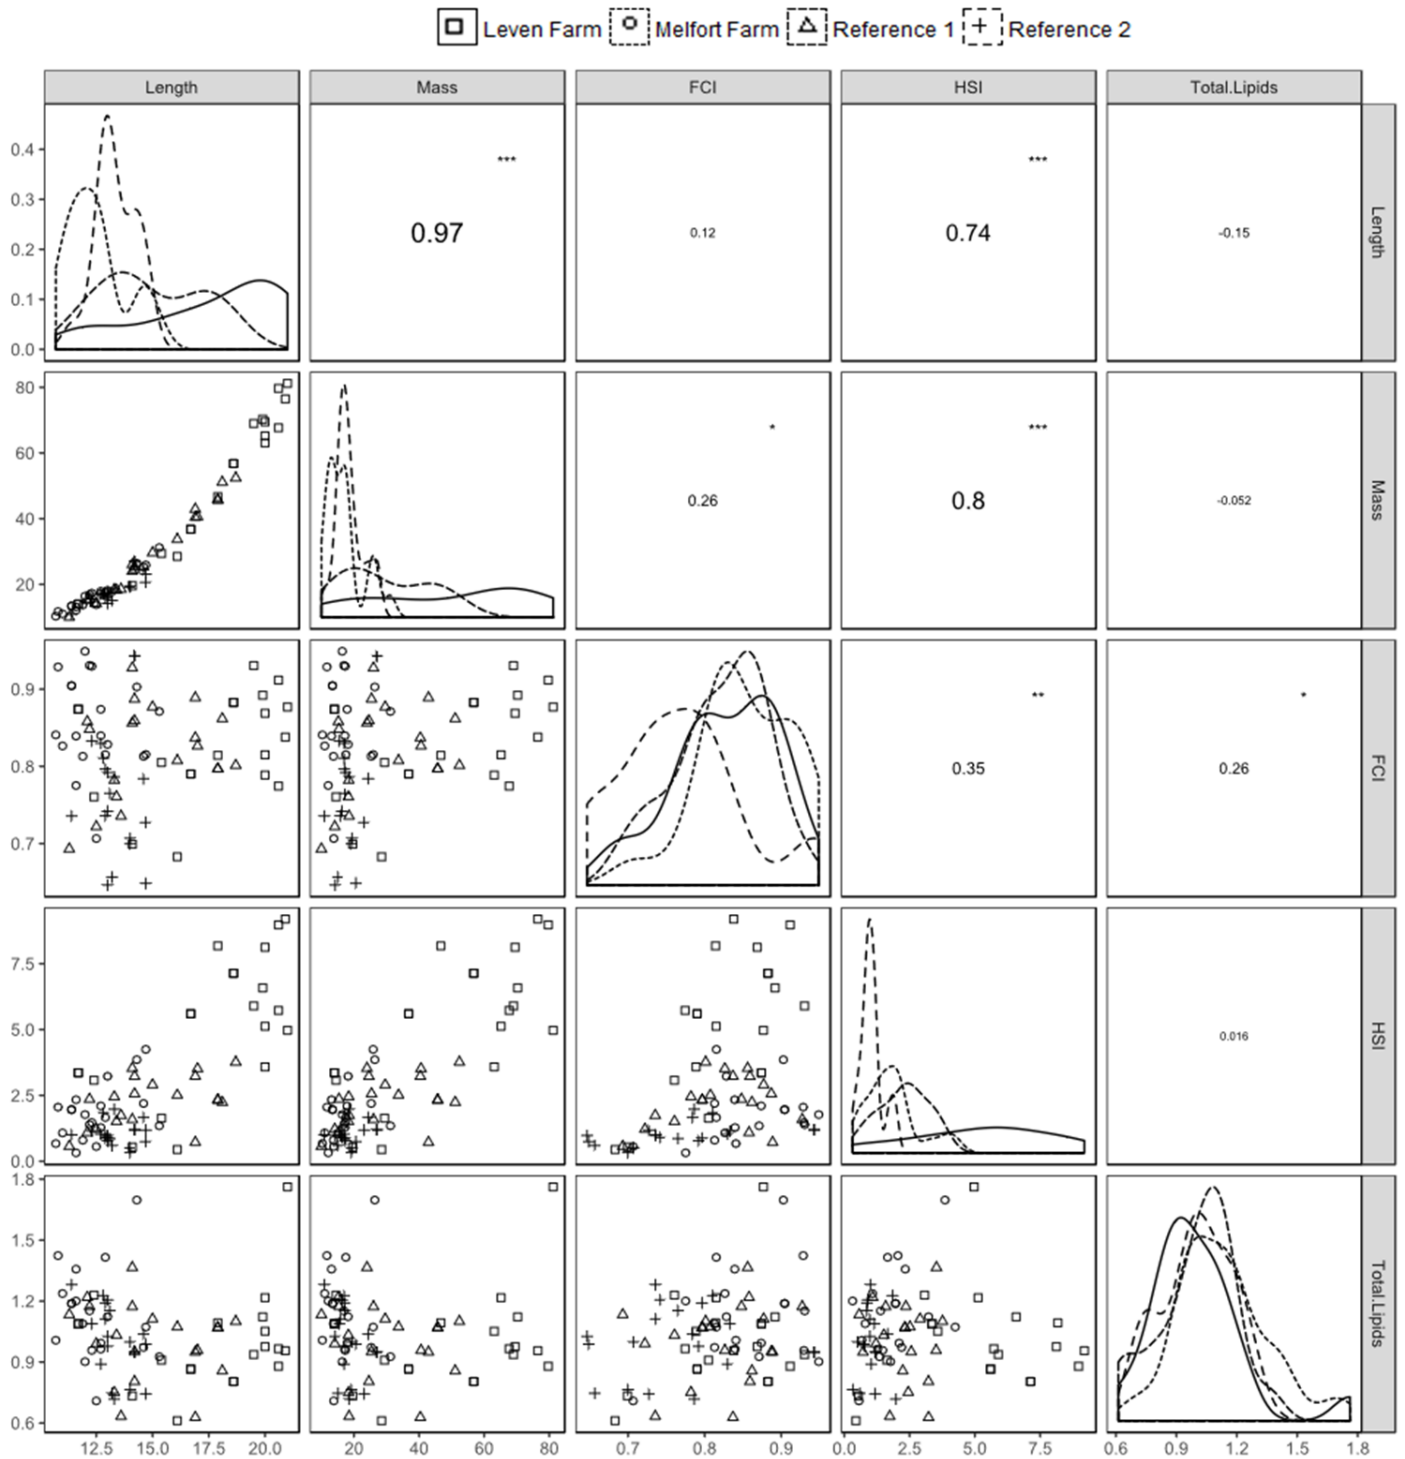 Leven Farm Melfort Farm Reference 1 Reference 2
Length Mass FCI HSI Total.Lipids
0.4
0.3
0.2
0.1
0.0
*** ***
0.97 0.12 0.74 -0.15
Length
80
60
40
20
* ***
0.26 0.8 -0.052
Mass
0.9
0.8
0.7
** *
0.35 0.26
FCI
7.5
5.0
2.5
0.0
0.016
HSI
1.8
1.5
1.2
0.9
0.6
Total.Lipids
12.5 15.0 17.5 20.0 20 40 60 80 0.7 0.8 0.9 0.0 2.5 5.0 7.5 0.6 0.9 1.2 1.5 1.8